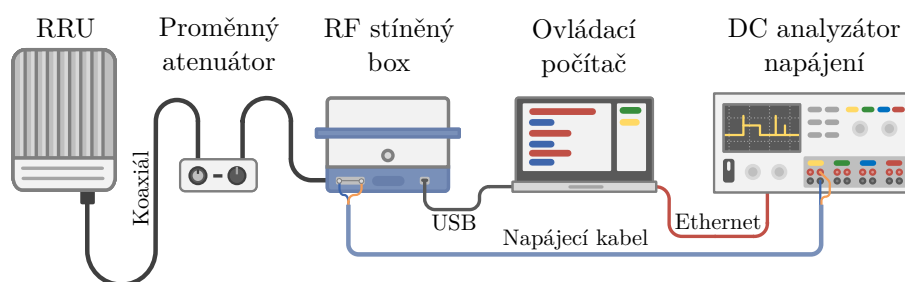 RRU
Proměnný
atenuátor
RF stíněný
box
Ovládací
počítač
DC analyzátor
napájení
Koaxiál
USB
Ethernet
Napájecí kabel